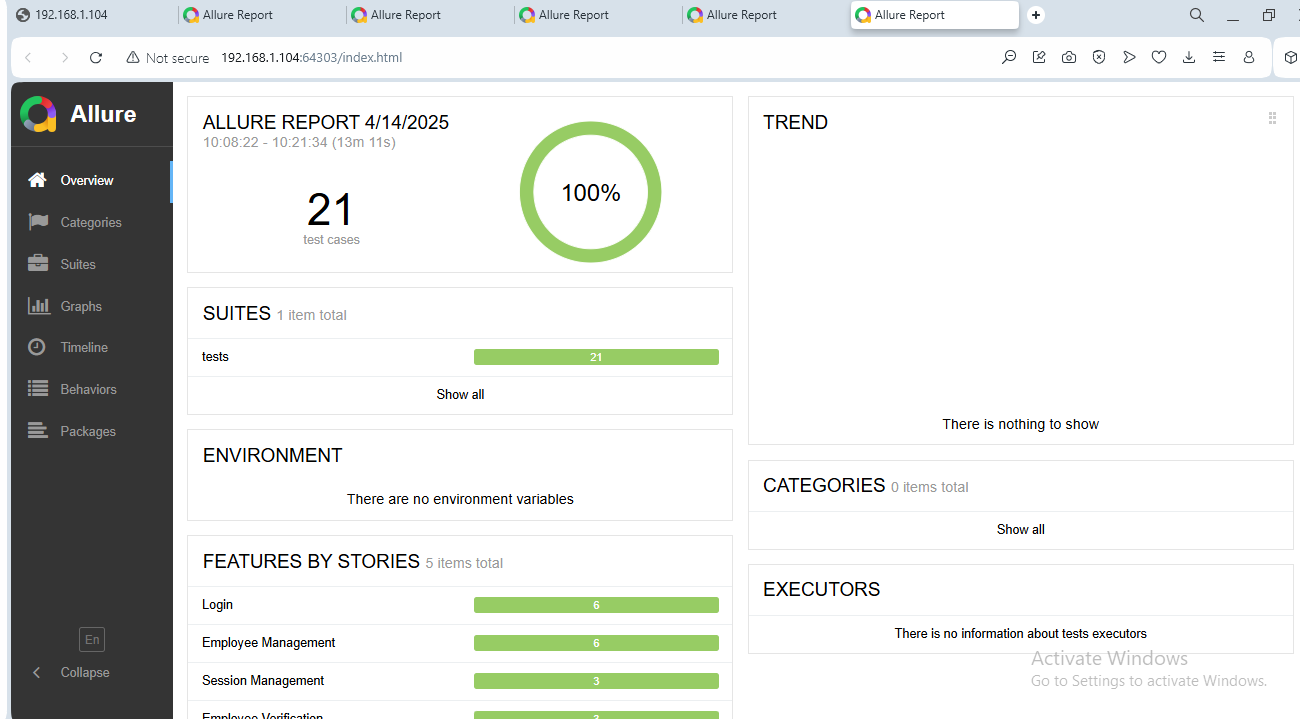 192.168.1.104
Allure Report
Allure Report
Allure Report
Allure Report
Allure Report
Not secure 192.168.1.104:64303/index.html
Allure
Overview
Categories
Suites
Graphs
Timeline
Behaviors
Packages
En
Collapse
ALLURE REPORT 4/14/2025
10:08:22 - 10:21:34 (13m 11s)
21
test cases
100%
SUITES 1 item total
tests 21
Show all
ENVIRONMENT
There are no environment variables
FEATURES BY STORIES 5 items total
Login 6
Employee Management 6
Session Management 3
Employee Verification 3
TREND
There is nothing to show
CATEGORIES 0 items total
Show all
EXECUTORS
There is no information about tests executors
Activate Windows
Go to Settings to activate Windows.